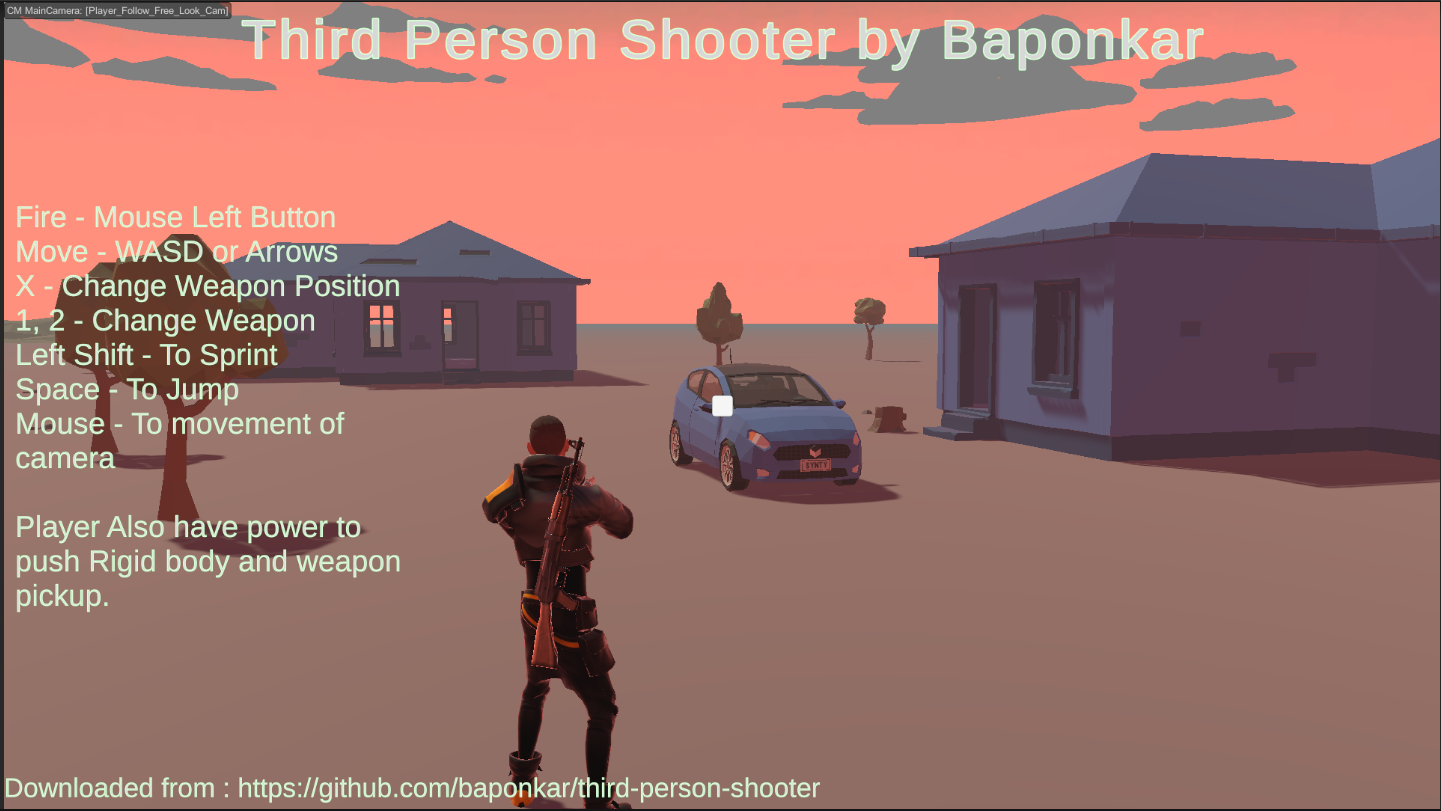 CM MainCamera: [Player_Follow_Free_Look_Cam]
Third Person Shooter by Baponkar
Fire - Mouse Left Button
Move - WASD or Arrows
X - Change Weapon Position
1, 2 - Change Weapon
Left Shift - To Sprint
Space - To Jump
Mouse - To movement of
camera
Player Also have power to
push Rigid body and weapon
pickup.
SYNTY
Downloaded from : https://github.com/baponkar/third-person-shooter